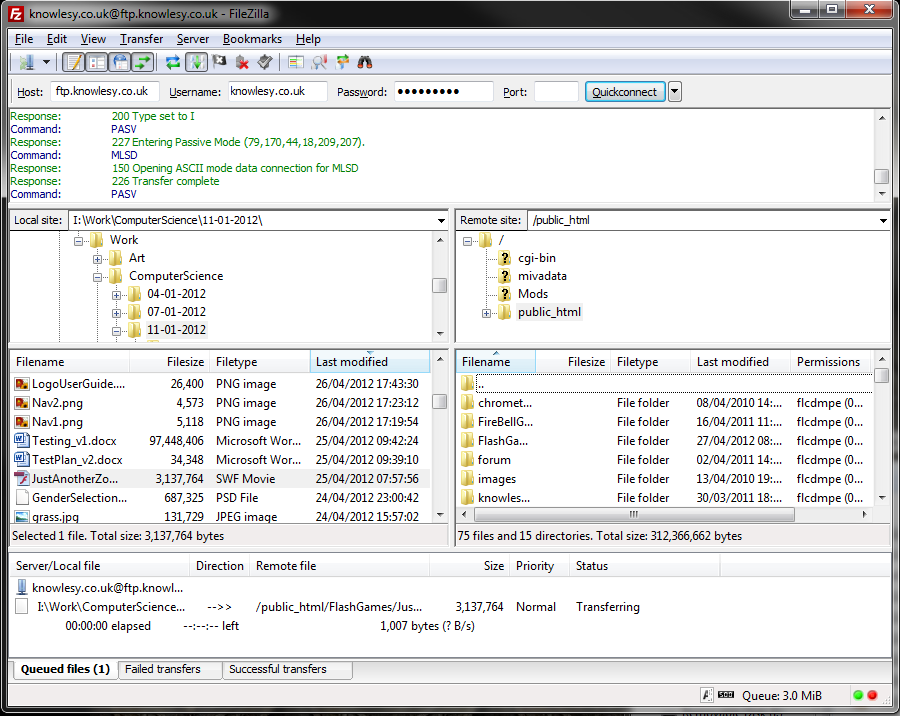 knowlesy.co.uk@ftp.knowlesy.co.uk - FileZilla
File Edit View Transfer Server Bookmarks Help
Host: ftp.knowlesy.co.uk Username: knowlesy.co.uk Password: ●●●●●●●●● Port: Quickconnect
Response: 200 Type set to I
Command: PASV
Response: 227 Entering Passive Mode (79,170,44,18,209,207).
Command: MLSD
Response: 150 Opening ASCII mode data connection for MLSD
Response: 226 Transfer complete
Command: PASV
Local site: I:\Work\ComputerScience\11-01-2012\
Work
Art
ComputerScience
04-01-2012
07-01-2012
11-01-2012
Remote site: /public_html
/
cgi-bin
mivadata
Mods
public_html
Filename Filesize Filetype Last modified
LogoUserGuide.... 26,400 PNG image 26/04/2012 17:43:30
Nav2.png 4,573 PNG image 26/04/2012 17:23:12
Nav1.png 5,118 PNG image 26/04/2012 17:19:54
Testing_v1.docx 97,448,406 Microsoft Wor... 25/04/2012 09:42:24
TestPlan_v2.docx 34,348 Microsoft Wor... 25/04/2012 09:39:10
JustAnotherZo... 3,137,764 SWF Movie 25/04/2012 07:57:56
GenderSelection... 687,325 PSD File 24/04/2012 23:00:42
grass.jpg 131,729 JPEG image 24/04/2012 15:57:02
Selected 1 file. Total size: 3,137,764 bytes
Filename Filesize Filetype Last modified Permissions
..
chromet... File folder 08/04/2010 14:... flcdmpe (0...
FireBellG... File folder 16/04/2011 11:... flcdmpe (0...
FlashGa... File folder 27/04/2012 08:... flcdmpe (0...
forum File folder 02/04/2011 14:... flcdmpe (0...
images File folder 13/04/2010 19:... flcdmpe (0...
knowles... File folder 30/03/2011 18:... flcdmpe (0...
75 files and 15 directories. Total size: 312,366,662 bytes
Server/Local file Direction Remote file Size Priority Status
knowlesy.co.uk@ftp.knowl...
I:\Work\ComputerScience... -->> /public_html/FlashGames/Jus... 3,137,764 Normal Transferring
00:00:00 elapsed --:--:-- left 1,007 bytes (? B/s)
Queued files (1) Failed transfers Successful transfers
Queue: 3.0 MiB